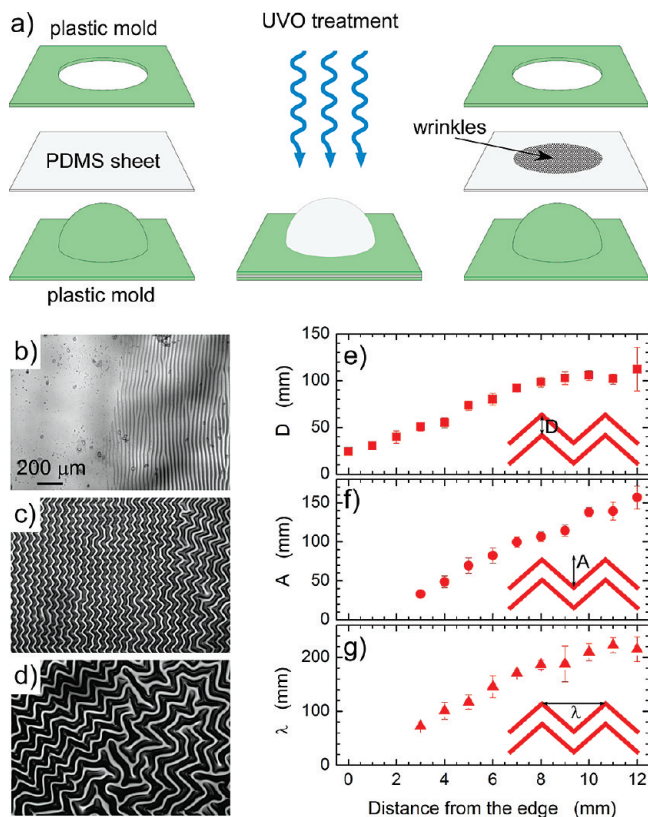 a)
plastic mold
UVO treatment
PDMS sheet
wrinkles
plastic mold
b)
200 μm
c)
d)
e)
150
100
50
0
D (mm)
D
f)
150
100
50
0
A (mm)
A
g)
200
100
0
λ (mm)
λ
0 2 4 6 8 10 12
Distance from the edge (mm)